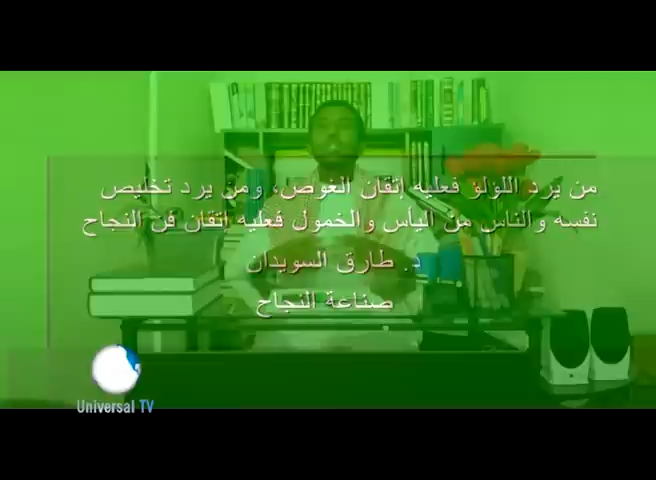 من يرد اللؤلؤ فعليه إتقان الغوص، ومن يرد تخليص
نفسه والناس من اليأس والخمول فعليه اتقان فن النجاح
د. طارق السويدان
صناعة النجاح
Universal TV